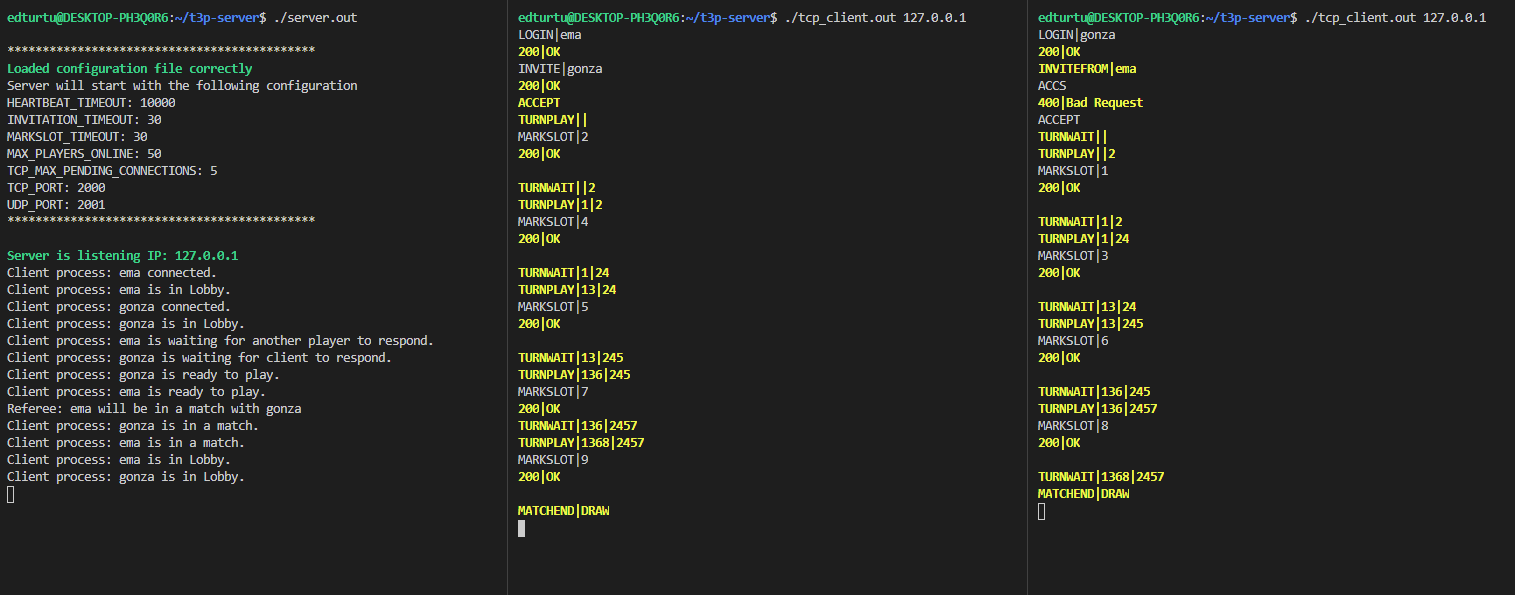 edturtu@DESKTOP-PH3Q0R6:~/t3p-server$ ./server.out
******************************************** 
Loaded configuration file correctly
Server will start with the following configuration
HEARTBEAT_TIMEOUT: 10000
INVITATION_TIMEOUT: 30
MARKSLOT_TIMEOUT: 30
MAX_PLAYERS_ONLINE: 50
TCP_MAX_PENDING_CONNECTIONS: 5
TCP_PORT: 2000
UDP_PORT: 2001
********************************************
Server is listening IP: 127.0.0.1
Client process: ema connected.
Client process: ema is in Lobby.
Client process: gonza connected.
Client process: gonza is in Lobby.
Client process: ema is waiting for another player to respond.
Client process: gonza is waiting for client to respond.
Client process: gonza is ready to play.
Client process: ema is ready to play.
Referee: ema will be in a match with gonza
Client process: gonza is in a match.
Client process: ema is in a match.
Client process: ema is in Lobby.
Client process: gonza is in Lobby.
edturtu@DESKTOP-PH3Q0R6:~/t3p-server$ ./tcp_client.out 127.0.0.1
LOGIN|ema
200|OK
INVITE|gonza
200|OK
ACCEPT
TURNPLAY||
MARKSLOT|2
200|OK
TURNWAIT||2
TURNPLAY|1|2
MARKSLOT|4
200|OK
TURNWAIT|1|24
TURNPLAY|13|24
MARKSLOT|5
200|OK
TURNWAIT|13|245
TURNPLAY|136|245
MARKSLOT|7
200|OK
TURNWAIT|136|2457
TURNPLAY|1368|2457
MARKSLOT|9
200|OK
MATCHEND|DRAW
edturtu@DESKTOP-PH3Q0R6:~/t3p-server$ ./tcp_client.out 127.0.0.1
LOGIN|gonza
200|OK
INVITEFROM|ema
ACCS
400|Bad Request
ACCEPT
TURNWAIT||
TURNPLAY||2
MARKSLOT|1
200|OK
TURNWAIT|1|2
TURNPLAY|1|24
MARKSLOT|3
200|OK
TURNWAIT|13|24
TURNPLAY|13|245
MARKSLOT|6
200|OK
TURNWAIT|136|245
TURNPLAY|136|2457
MARKSLOT|8
200|OK
TURNWAIT|1368|2457
MATCHEND|DRAW